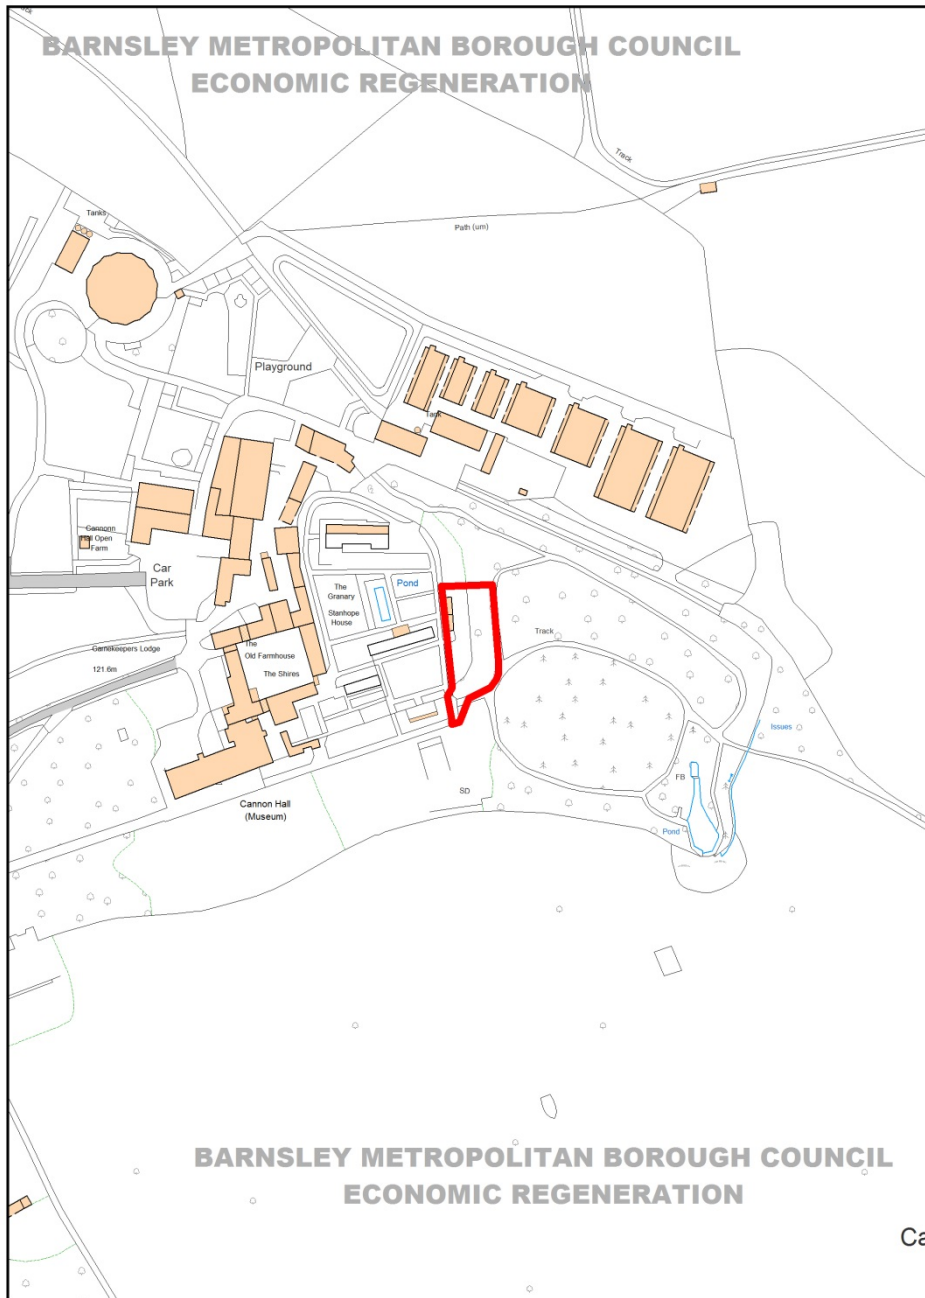 BARNSLEY METROPOLITAN BOROUGH COUNCIL
ECONOMIC REGENERATION
Track
Tanks
Path (um)
Playground
Tank
Cannonn
Hall Open
Farm
Car
Park
The
Granary
Pond
Stanhope
House
Track
Gamekeepers Lodge
The
Old Farmhouse
121.6m
The Shires
Issues
FB
SD
Cannon Hall
(Museum)
Pond
BARNSLEY METROPOLITAN BOROUGH COUNCIL
ECONOMIC REGENERATION
Ca